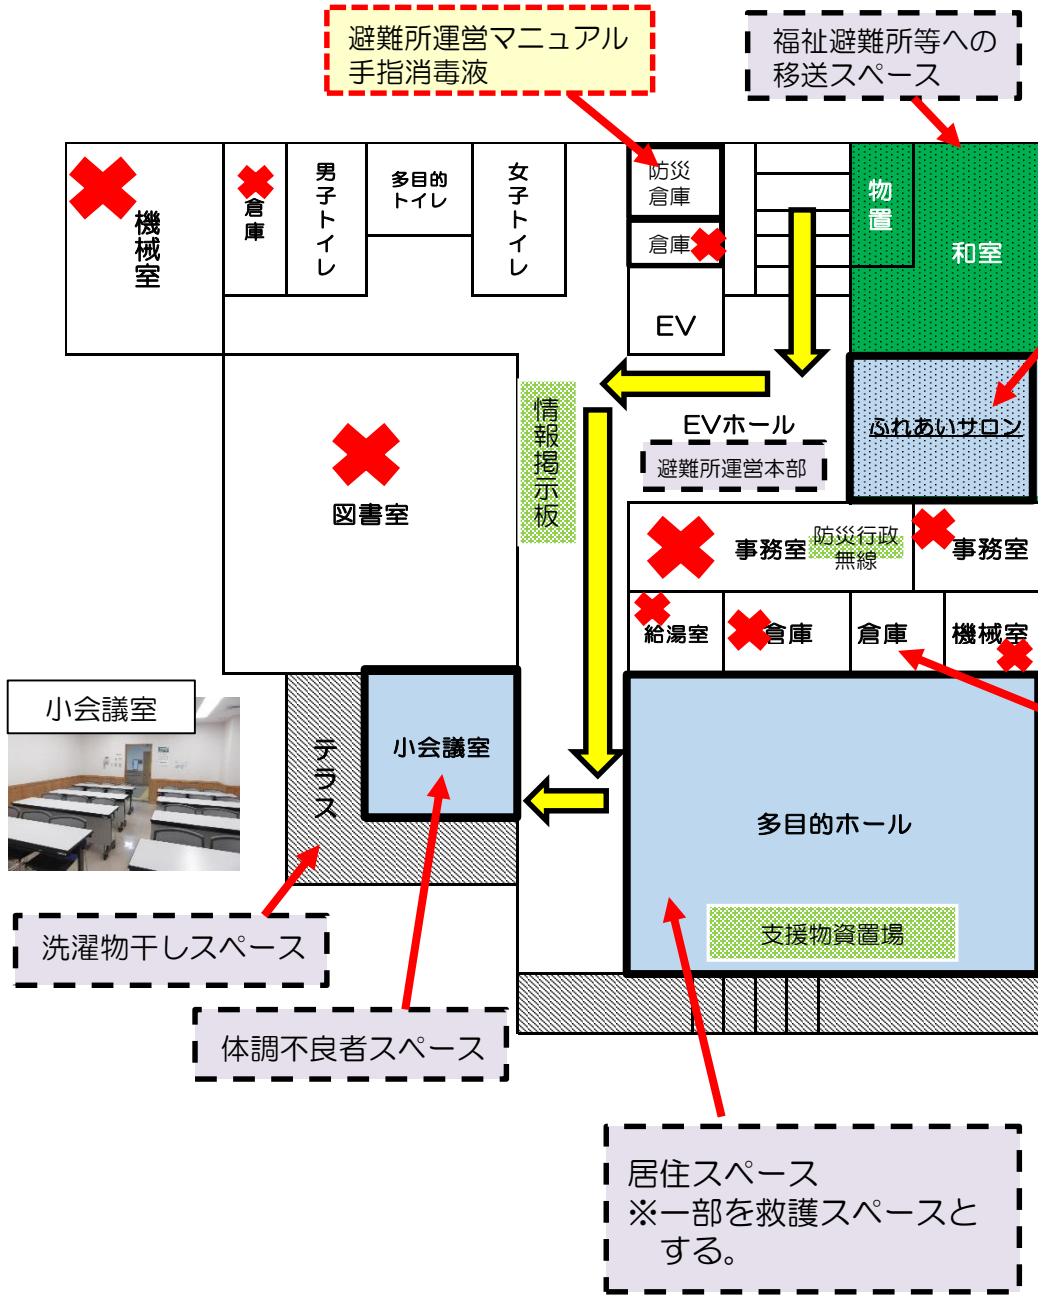 避難所運営マニュアル
手指消毒液
福祉避難所等への
移送スペース
機械室
倉庫
男子トイレ
多目的
トイレ
女子トイレ
防災
倉庫
倉庫
EV
物置
和室
情報掲示板
EVホール
避難所運営本部
ふれあいサロン
図書室
事務室
防災行政
無線
事務室
給湯室
倉庫
倉庫
機械室
小会議室
テラス
小会議室
多目的ホール
支援物資置場
洗濯物干しスペース
体調不良者スペース
居住スペース
※一部を救護スペースと
する。